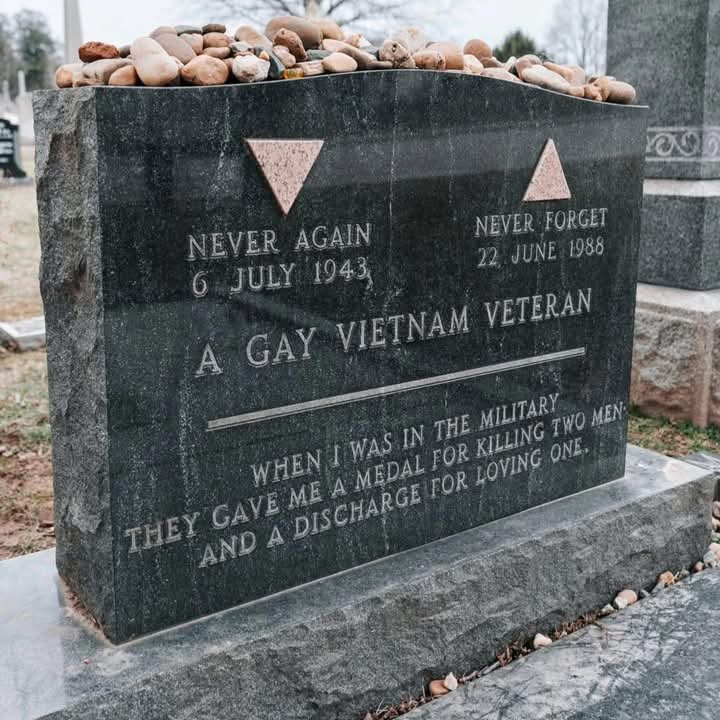 NEVER AGAIN
6 JULY 1943
NEVER FORGET
22 JUNE 1988
A GAY VIETNAM VETERAN
WHEN I WAS IN THE MILITARY
THEY GAVE ME A MEDAL FOR KILLING TWO MEN
AND A DISCHARGE FOR LOVING ONE.